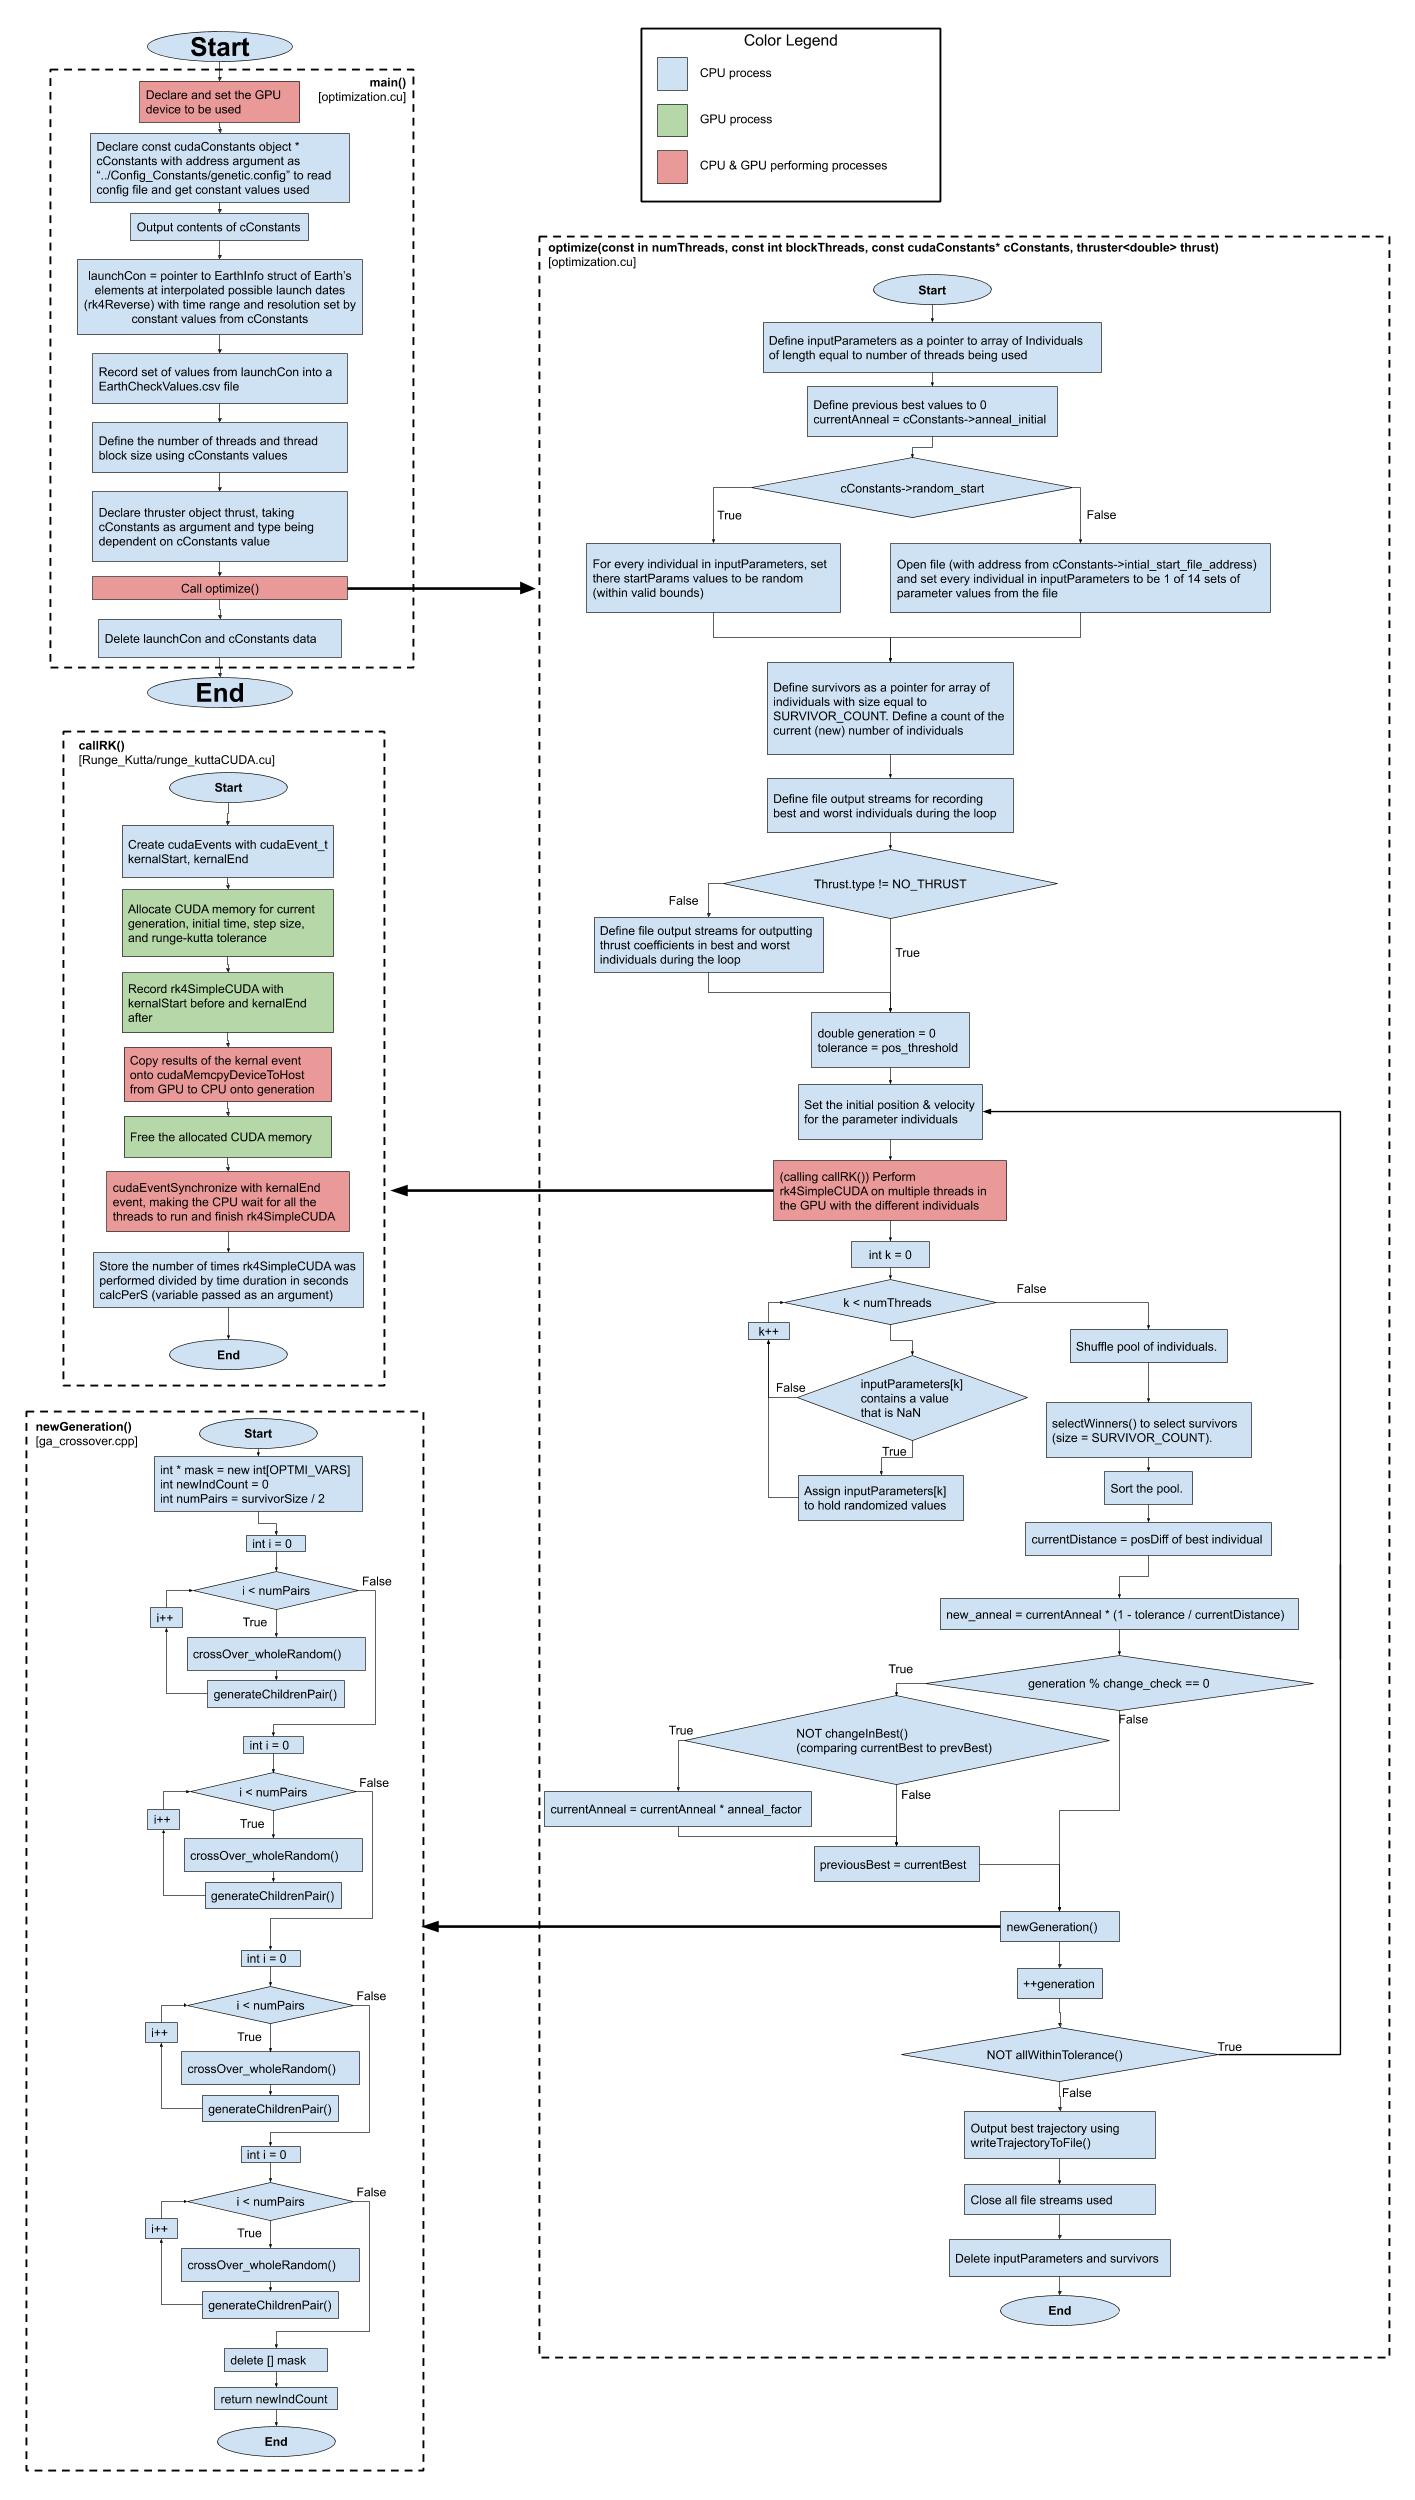 Start
main()
[optimization.cu]
Declare and set the GPU
device to be used
Declare const cudaConstants object *
cConstants with address argument as
“../Config_Constants/genetic.config” to read
config file and get constant values used
Output contents of cConstants
launchCon = pointer to EarthInfo struct of Earth’s
elements at interpolated possible launch dates
(rk4Reverse) with time range and resolution set by
constant values from cConstants
Record set of values from launchCon into a
EarthCheckValues.csv file
Define the number of threads and thread
block size using cConstants values
Declare thruster object thrust, taking
cConstants as argument and type being
dependent on cConstants value
Call optimize()
Delete launchCon and cConstants data
End
Color Legend
CPU process
GPU process
CPU & GPU performing processes
callRK()
[Runge_Kutta/runge_kuttaCUDA.cu]
Start
Create cudaEvents with cudaEvent_t
kernalStart, kernalEnd
Allocate CUDA memory for current
generation, initial time, step size,
and runge-kutta tolerance
Record rk4SimpleCUDA with
kernalStart before and kernalEnd
after
Copy results of the kernal event
onto cudaMemcpyDeviceToHost
from GPU to CPU onto generation
Free the allocated CUDA memory
cudaEventSynchronize with kernalEnd
event, making the CPU wait for all the
threads to run and finish rk4SimpleCUDA
Store the number of times rk4SimpleCUDA was
performed divided by time duration in seconds
calcPerS (variable passed as an argument)
End
newGeneration()
[ga_crossover.cpp]
Start
int * mask = new int[OPTMI_VARS]
int newIndCount = 0
int numPairs = survivorSize / 2
int i = 0
i < numPairs
False
i++
True
crossOver_wholeRandom()
generateChildrenPair()
int i = 0
i < numPairs
False
i++
True
crossOver_wholeRandom()
generateChildrenPair()
int i = 0
i < numPairs
False
i++
True
crossOver_wholeRandom()
generateChildrenPair()
int i = 0
i < numPairs
False
i++
True
crossOver_wholeRandom()
generateChildrenPair()
delete [] mask
return newIndCount
End
optimize(const in numThreads, const int blockThreads, const cudaConstants* cConstants, thruster<double> thrust)
[optimization.cu]
Start
Define inputParameters as a pointer to array of Individuals
of length equal to number of threads being used
Define previous best values to 0
currentAnneal = cConstants->anneal_initial
cConstants->random_start
True
False
For every individual in inputParameters, set
there startParams values to be random
(within valid bounds)
Open file (with address from cConstants->intial_start_file_address)
and set every individual in inputParameters to be 1 of 14 sets of
parameter values from the file
Define survivors as a pointer for array of
individuals with size equal to
SURVIVOR_COUNT. Define a count of the
current (new) number of individuals
Define file output streams for recording
best and worst individuals during the loop
Thrust.type != NO_THRUST
False
Define file output streams for outputting
thrust coefficients in best and worst
individuals during the loop
True
double generation = 0
tolerance = pos_threshold
Set the initial position & velocity
for the parameter individuals
(calling callRK()) Perform
rk4SimpleCUDA on multiple threads in
the GPU with the different individuals
int k = 0
k < numThreads
False
k++
inputParameters[k]
contains a value
that is NaN
False
True
Assign inputParameters[k]
to hold randomized values
Shuffle pool of individuals.
selectWinners() to select survivors
(size = SURVIVOR_COUNT).
Sort the pool.
currentDistance = posDiff of best individual
new_anneal = currentAnneal * (1 - tolerance / currentDistance)
generation % change_check == 0
True
False
NOT changeInBest()
(comparing currentBest to prevBest)
True
False
currentAnneal = currentAnneal * anneal_factor
previousBest = currentBest
newGeneration()
++generation
NOT allWithinTolerance()
True
False
Output best trajectory using
writeTrajectoryToFile()
Close all file streams used
Delete inputParameters and survivors
End